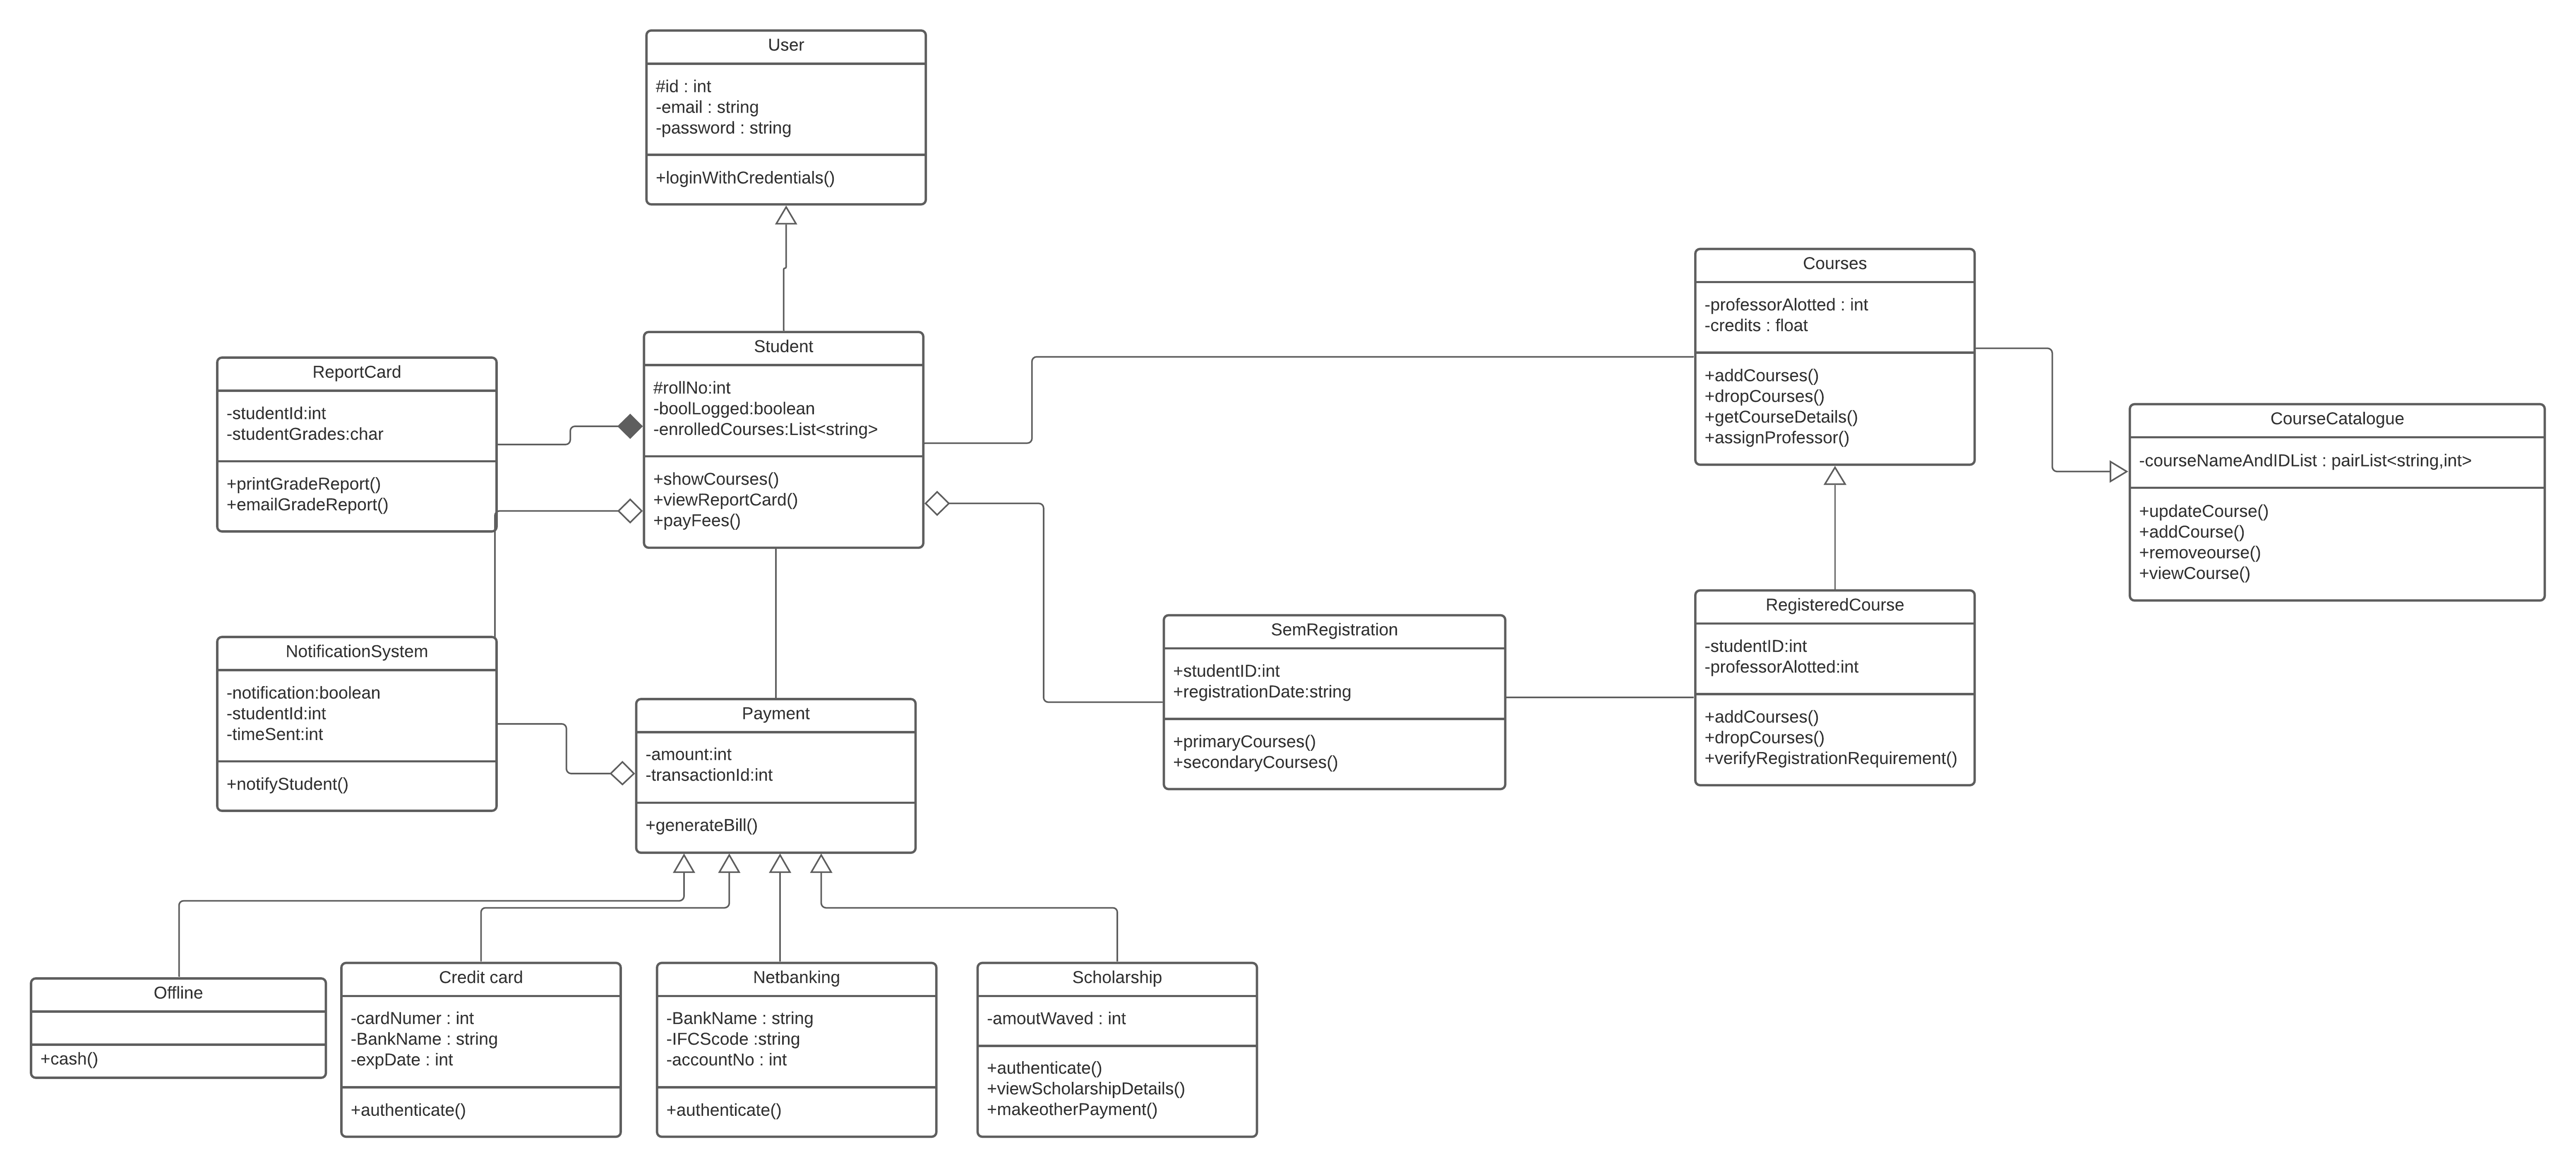 User
#id : int
-email : string
-password : string
+loginWithCredentials()
Courses
-professorAlotted : int
-credits : float
+addCourses()
+dropCourses()
+getCourseDetails()
+assignProfessor()
Student
#rollNo:int
-boolLogged:boolean
-enrolledCourses:List<string>
+showCourses()
+viewReportCard()
+payFees()
ReportCard
-studentId:int
-studentGrades:char
+printGradeReport()
+emailGradeReport()
CourseCatalogue
-courseNameAndIDList : pairList<string,int>
+updateCourse()
+addCourse()
+removeourse()
+viewCourse()
RegisteredCourse
-studentID:int
-professorAlotted:int
+addCourses()
+dropCourses()
+verifyRegistrationRequirement()
SemRegistration
+studentID:int
+registrationDate:string
+primaryCourses()
+secondaryCourses()
NotificationSystem
-notification:boolean
-studentId:int
-timeSent:int
+notifyStudent()
Payment
-amount:int
-transactionId:int
+generateBill()
Offline
+cash()
Credit card
-cardNumer : int
-BankName : string
-expDate : int
+authenticate()
Netbanking
-BankName : string
-IFCScode :string
-accountNo : int
+authenticate()
Scholarship
-amoutWaved : int
+authenticate()
+viewScholarshipDetails()
+makeotherPayment()